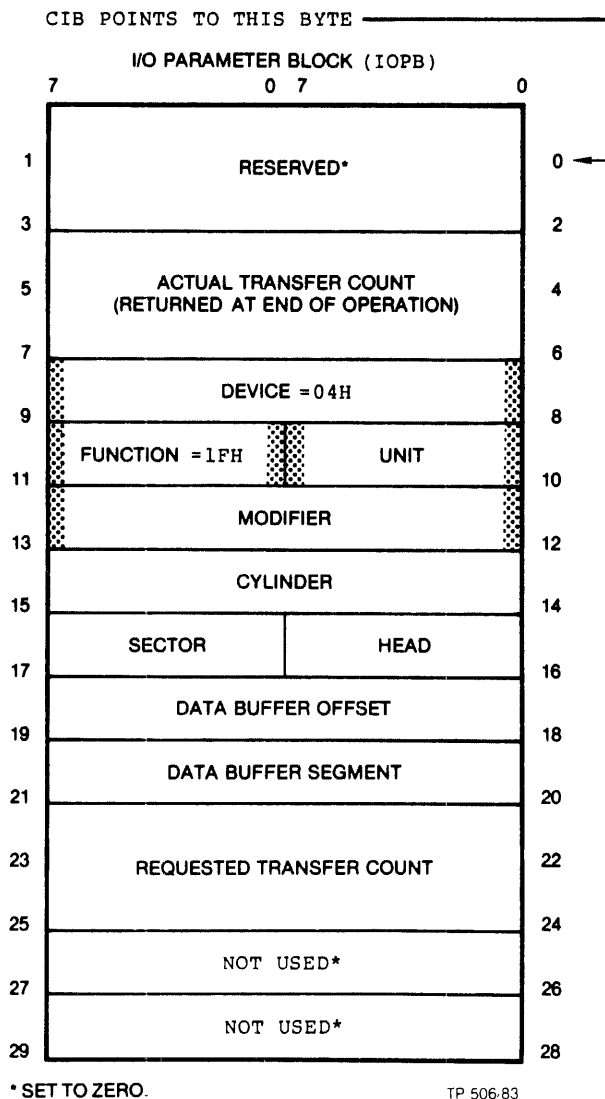 CIB POINTS TO THIS BYTE
I/O PARAMETER BLOCK (IOPB)
7 0 7 0
1 RESERVED* 0
3 2
5 ACTUAL TRANSFER COUNT 4
(RETURNED AT END OF OPERATION)
7 6
DEVICE =04H
9 8
FUNCTION =1FH UNIT
11 10
MODIFIER
13 12
CYLINDER
15 14
SECTOR HEAD
17 16
DATA BUFFER OFFSET
19 18
DATA BUFFER SEGMENT
21 20
23 REQUESTED TRANSFER COUNT 22
25 24
NOT USED*
27 26
NOT USED*
29 28
* SET TO ZERO. TP 506/83